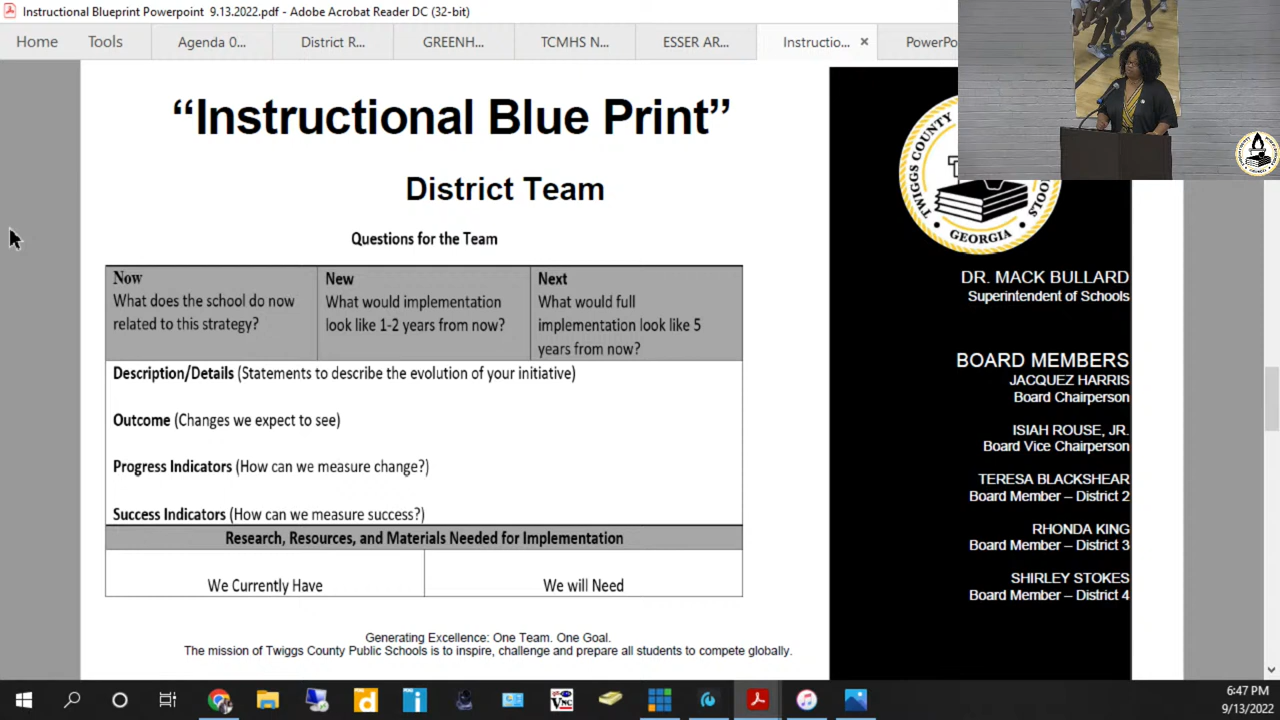 Instructional Blueprint Powerpoint 9.13.2022.pdf - Adobe Acrobat Reader DC (32-bit)
Home Tools Agenda 0... District R... GREENH... TCMHS N... ESSER AR... Instructio... × PowerPo
“Instructional Blue Print”
District Team
Questions for the Team
Now
What does the school do now
related to this strategy?
New
What would implementation
look like 1-2 years from now?
Next
What would full
implementation look like 5
years from now?
Description/Details (Statements to describe the evolution of your initiative)
Outcome (Changes we expect to see)
Progress Indicators (How can we measure change?)
Success Indicators (How can we measure success?)
Research, Resources, and Materials Needed for Implementation
We Currently Have
We will Need
Generating Excellence: One Team. One Goal.
The mission of Twiggs County Public Schools is to inspire, challenge and prepare all students to compete globally.
TWIGGS COUNTY
GEORGIA
DR. MACK BULLARD
Superintendent of Schools
BOARD MEMBERS
JACQUEZ HARRIS
Board Chairperson
ISIAH ROUSE, JR.
Board Vice Chairperson
TERESA BLACKSHEAR
Board Member – District 2
RHONDA KING
Board Member – District 3
SHIRLEY STOKES
Board Member – District 4
6:47 PM
9/13/2022